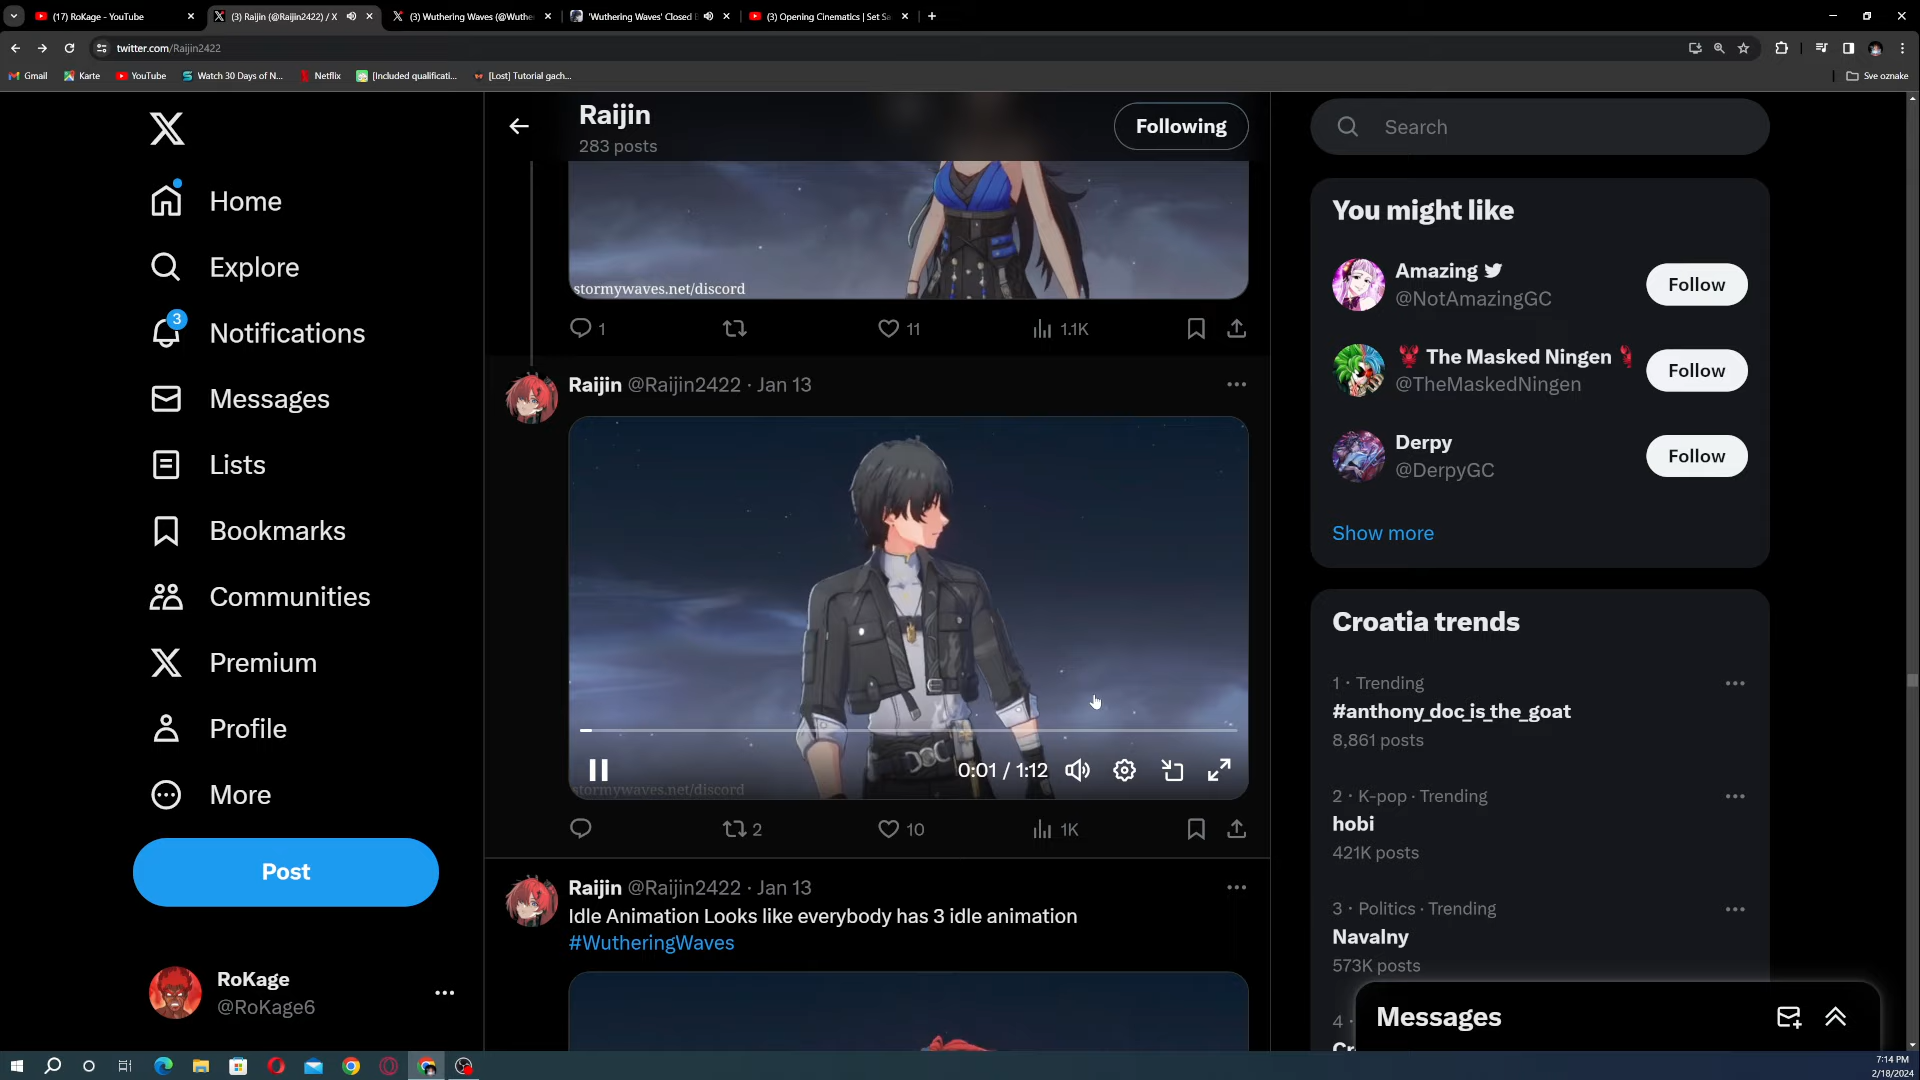 (17) RoKage - YouTube
(3) Raijin (@Raijin2422) / X
(3) Wuthering Waves (@Wuthe
'Wuthering Waves' Closed
(3) Opening Cinematics | Set Sa
twitter.com/Raijin2422
Gmail
Karte
YouTube
Watch 30 Days of N...
Netflix
[Included qualificati...
[Lost] Tutorial gach...
Sve oznake
Home
Explore
3
Notifications
Messages
Lists
Bookmarks
Communities
Premium
Profile
More
Post
RoKage
@RoKage6
Raijin
283 posts
Following
stormywaves.net/discord
1
11
1.1K
Raijin @Raijin2422 · Jan 13
0:01 / 1:12
stormywaves.net/discord
2
10
1K
Raijin @Raijin2422 · Jan 13
Idle Animation Looks like everybody has 3 idle animation
#WutheringWaves
Search
You might like
Amazing
@NotAmazingGC
Follow
The Masked Ningen
@TheMaskedNingen
Follow
Derpy
@DerpyGC
Follow
Show more
Croatia trends
1 · Trending
#anthony_doc_is_the_goat
8,861 posts
2 · K-pop · Trending
hobi
421K posts
3 · Politics · Trending
Navalny
573K posts
4 ·
Cr
Messages
7:14 PM
2/18/2024